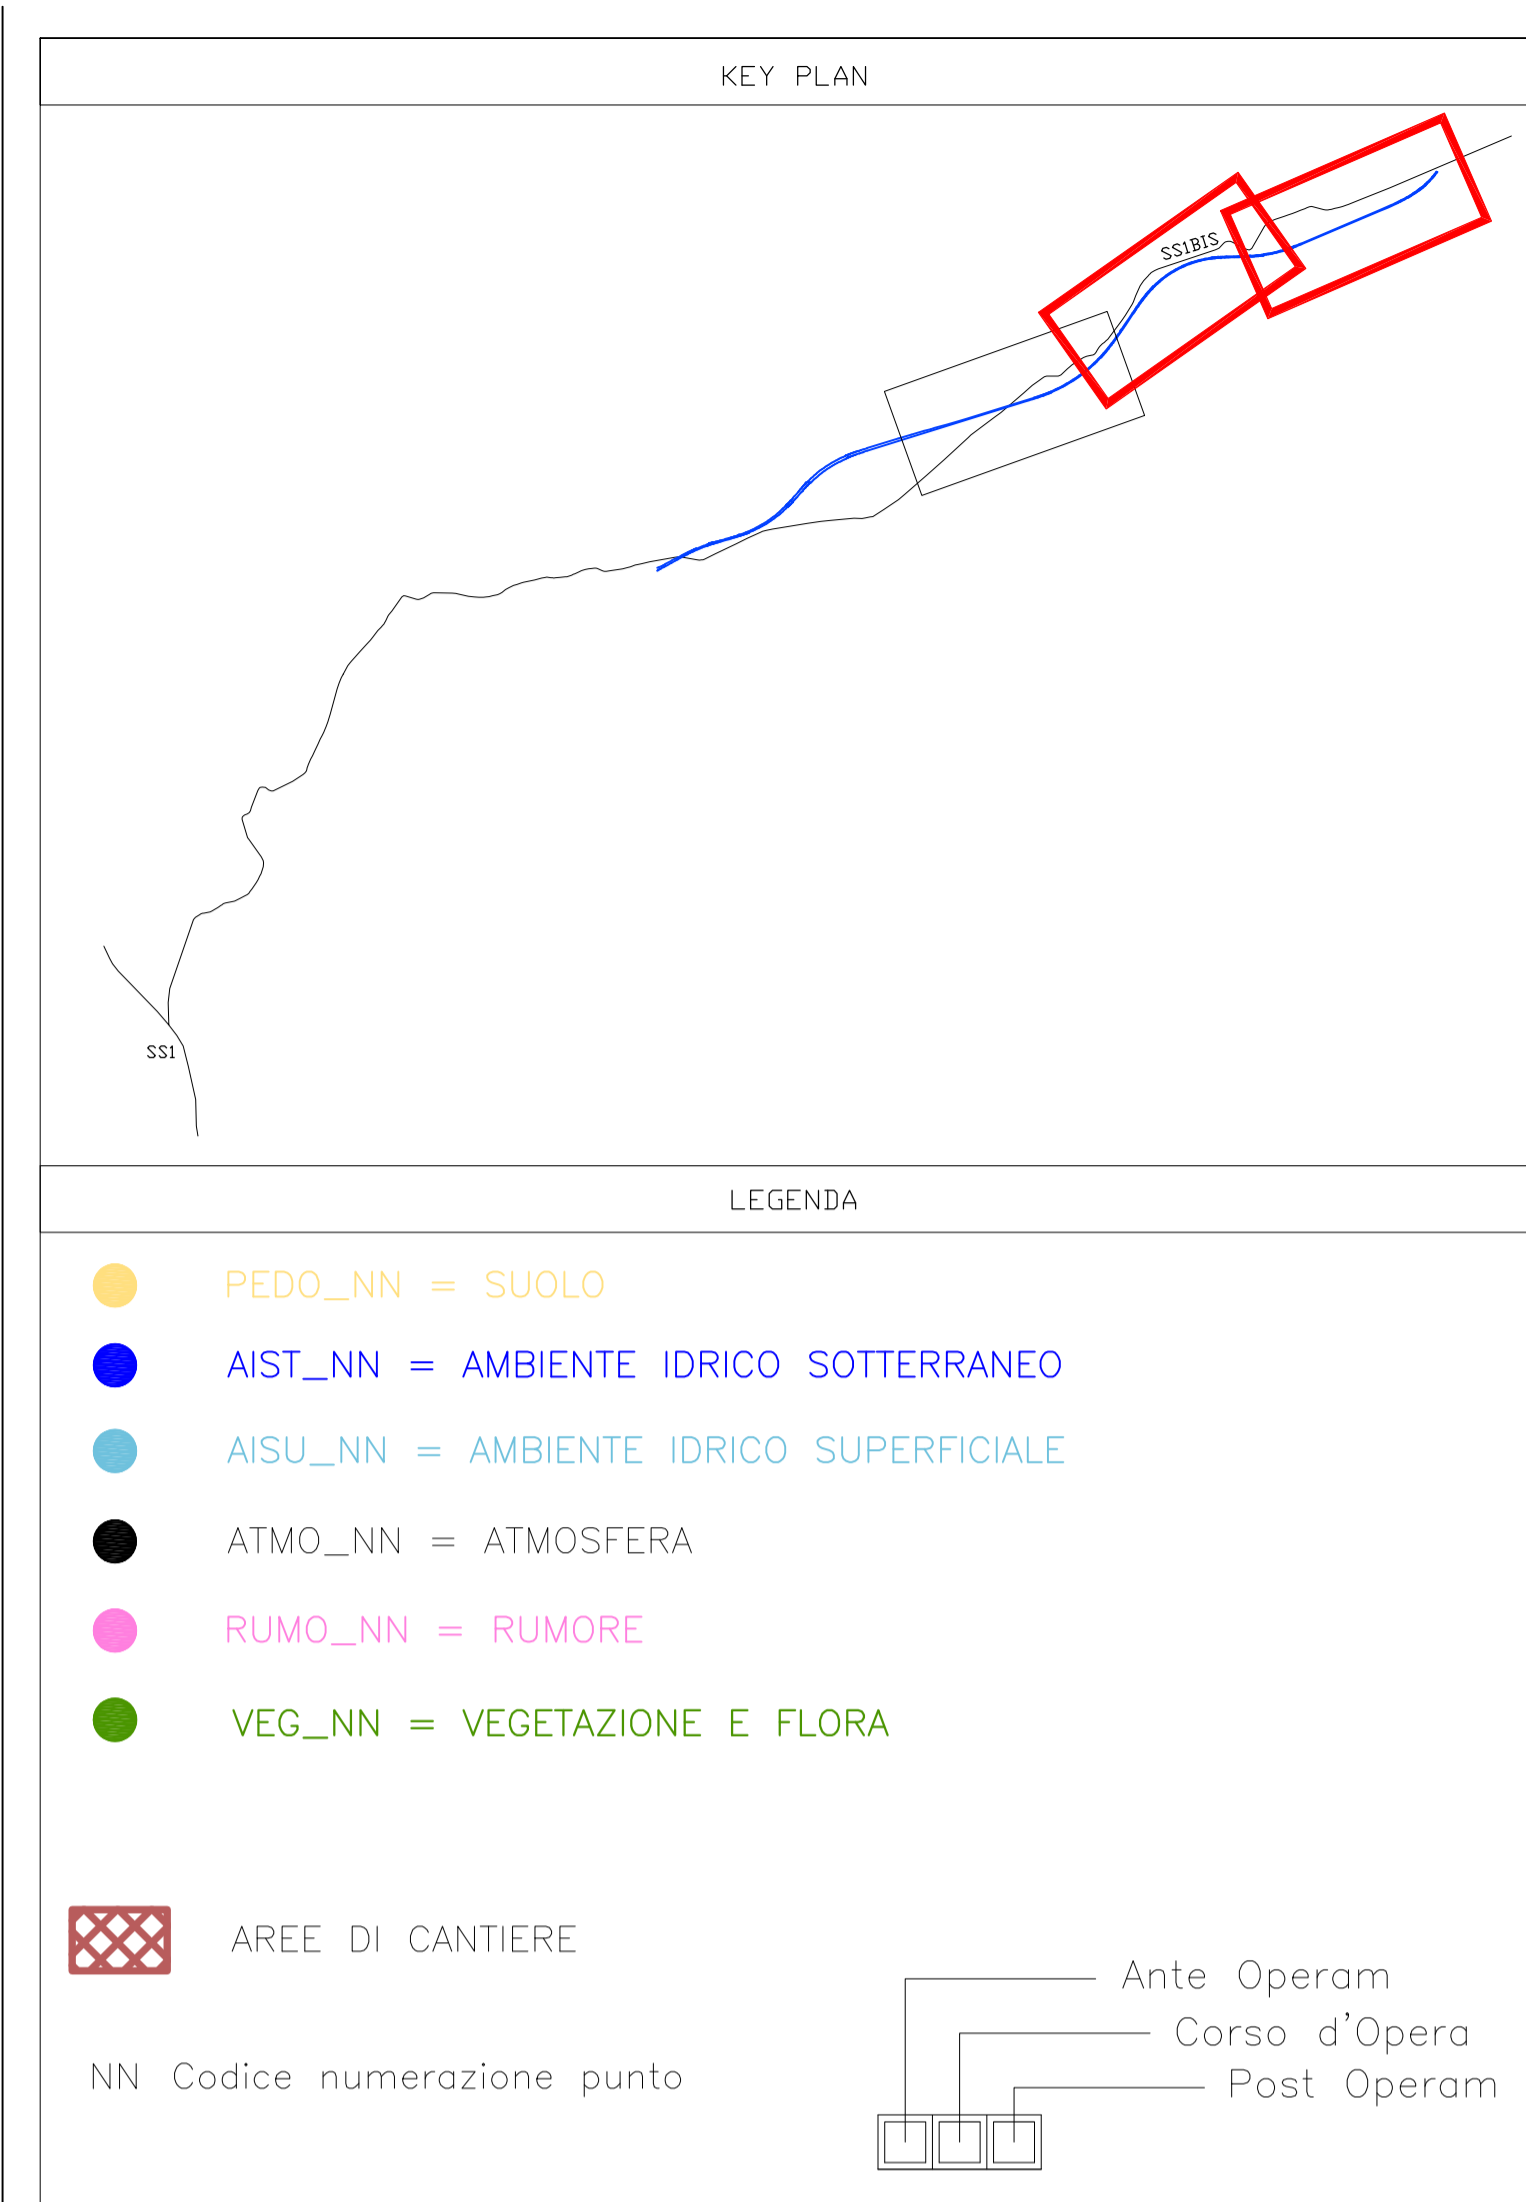 KEY PLAN
SS1BIS
SS1
LEGENDA
PEDO_NN = SUOLO
AIST_NN = AMBIENTE IDRICO SOTTERRANEO
AISU_NN = AMBIENTE IDRICO SUPERFICIALE
ATMO_NN = ATMOSFERA
RUMO_NN = RUMORE
VEG_NN = VEGETAZIONE E FLORA
AREE DI CANTIERE
Ante Operam
Corso d'Opera
NN Codice numerazione punto
Post Operam